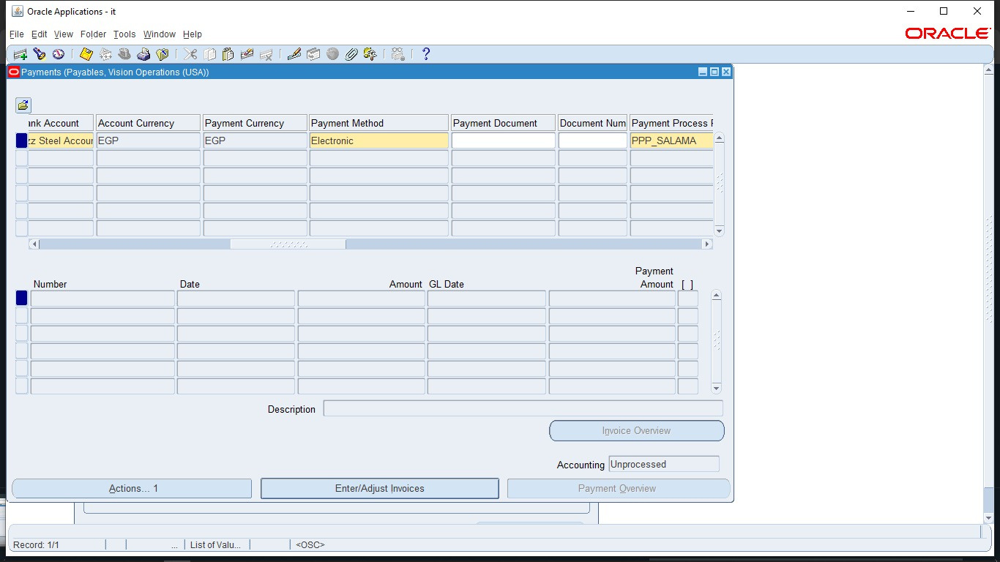 Oracle Applications - it
File Edit View Folder Tools Window Help
ORACLE
Payments (Payables, Vision Operations (USA))
ank Account Account Currency Payment Currency Payment Method Payment Document Document Num Payment Process F
zz Steel Accour EGP EGP Electronic PPP_SALAMA
Payment
Number Date Amount GL Date Amount [ ]
Description
Invoice Overview
Accounting Unprocessed
Actions... 1 Enter/Adjust Invoices Payment Overview
Record: 1/1 ... List of Valu... <OSC>